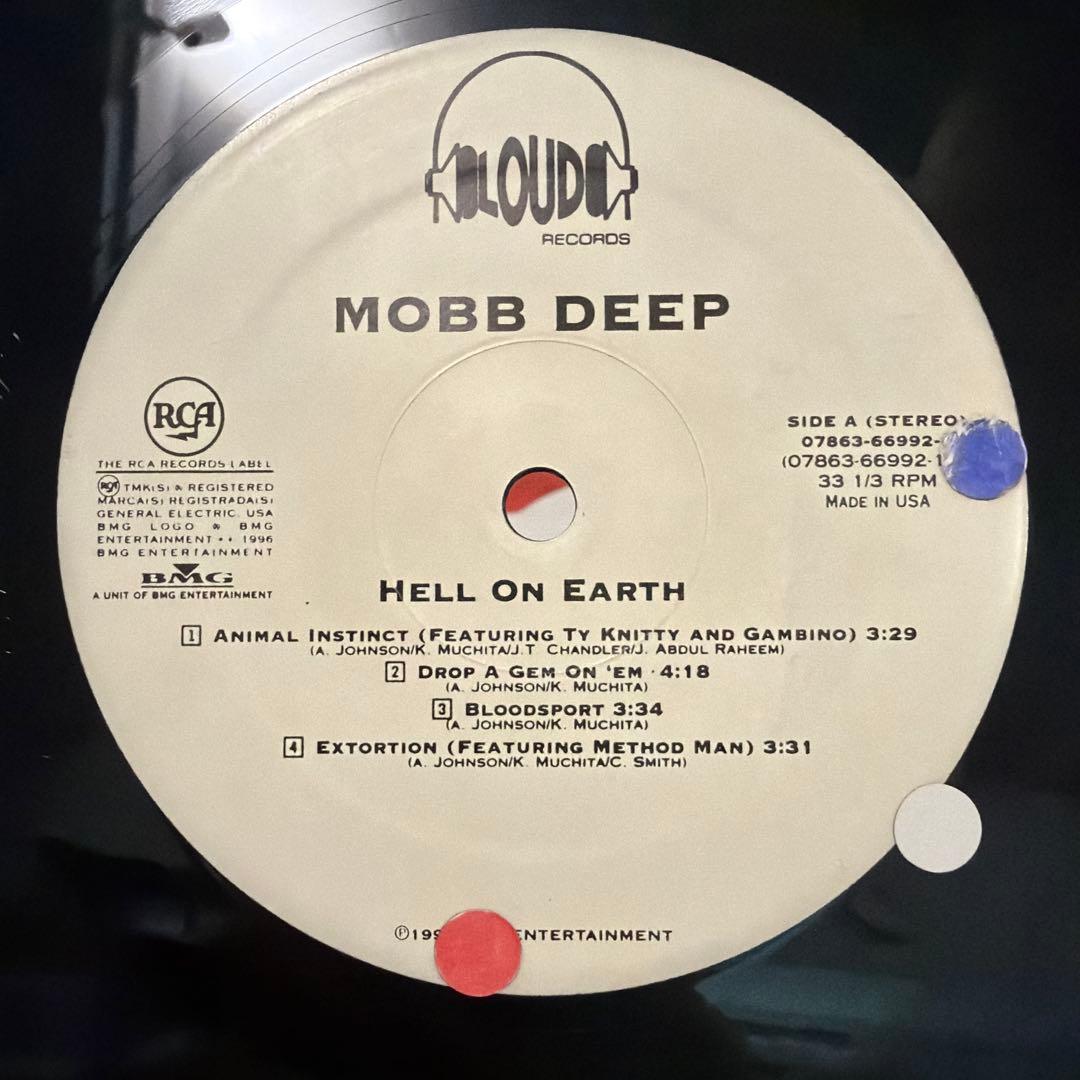 LOUD
RECORDS
MOBB DEEP
RCA
THE RCA RECORDS LABEL
TMK(S) ® REGISTERED
MARCA(S) REGISTRADA(S)
GENERAL ELECTRIC, USA
BMG LOGO ® BMG
ENTERTAINMENT •• 1996
BMG ENTERTAINMENT
BMG
A UNIT OF BMG ENTERTAINMENT
SIDE A (STEREO)
07863-66992-
(07863-66992-1
33 1/3 RPM
MADE IN USA
HELL ON EARTH
1 ANIMAL INSTINCT (FEATURING TY KNITTY AND GAMBINO) 3:29
(A. JOHNSON/K. MUCHITA/J.T CHANDLER/J. ABDUL RAHEEM)
2 DROP A GEM ON 'EM · 4:18
(A. JOHNSON/K. MUCHITA)
3 BLOODSPORT 3:34
(A. JOHNSON/K. MUCHITA)
4 EXTORTION (FEATURING METHOD MAN) 3:31
(A. JOHNSON/K. MUCHITA/C. SMITH)
℗199 ENTERTAINMENT